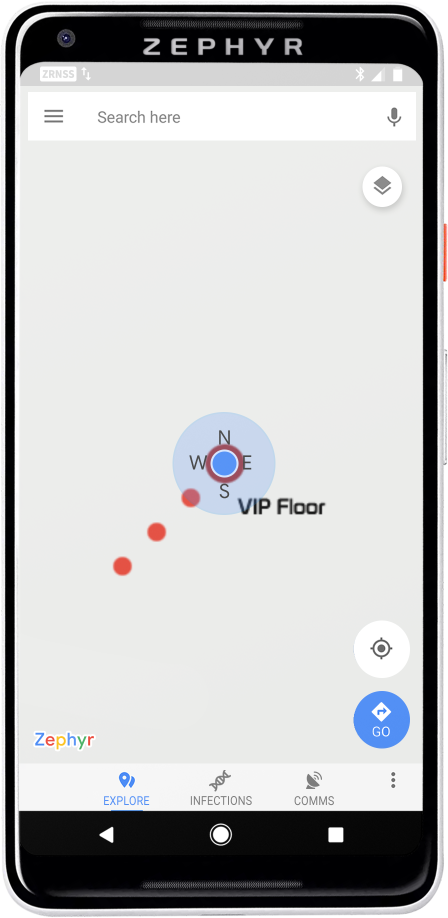 ZEPHYR
ZRNSS
Search here
N
W E
S
VIP Floor
GO
Zephyr
EXPLORE INFECTIONS COMMS